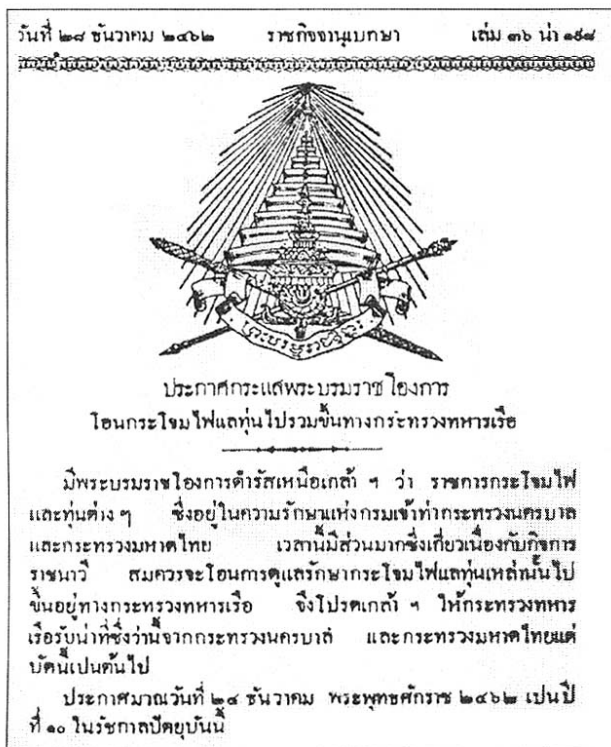 วันที่ ๒๘ ธันวาคม ๒๔๖๒ ราชกิจจานุเบกษา เล่ม ๓๖ น่า ๑๙๘
ประกาศกระแสพระบรมราชโองการ
โอนกระโจมไฟแลทุ่นไปรวมขึ้นทางกระทรวงทหารเรือ
มีพระบรมราชโองการดำรัสเหนือเกล้า ฯ ว่า ราชการกระโจมไฟ
และทุ่นต่าง ๆ ซึ่งอยู่ในความรักษาแห่งกรมเจ้าท่ากระทรวงนครบาล
และกระทรวงมหาดไทย เวลานี้มีส่วนมากซึ่งเกี่ยวเนื่องกับกิจการ
ราชนาวี สมควรจะโอนการดูแลรักษากระโจมไฟแลทุ่นเหล่านั้นไป
ขึ้นอยู่ทางกระทรวงทหารเรือ จึงโปรดเกล้า ฯ ให้กระทรวงทหาร
เรือรับน่าที่ซึ่งว่านี้จากกระทรวงนครบาล และกระทรวงมหาดไทยแต่
บัดนี้เปนต้นไป
ประกาศมาณวันที่ ๒๔ ธันวาคม พระพุทธศักราช ๒๔๖๒ เปนปี
ที่ ๑๐ ในรัชกาลปัตยุบันนี้